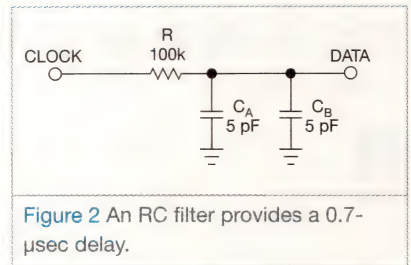 R
100k
CLOCK
DATA
CA
5 pF
CB
5 pF
Figure 2 An RC filter provides a 0.7-
µsec delay.